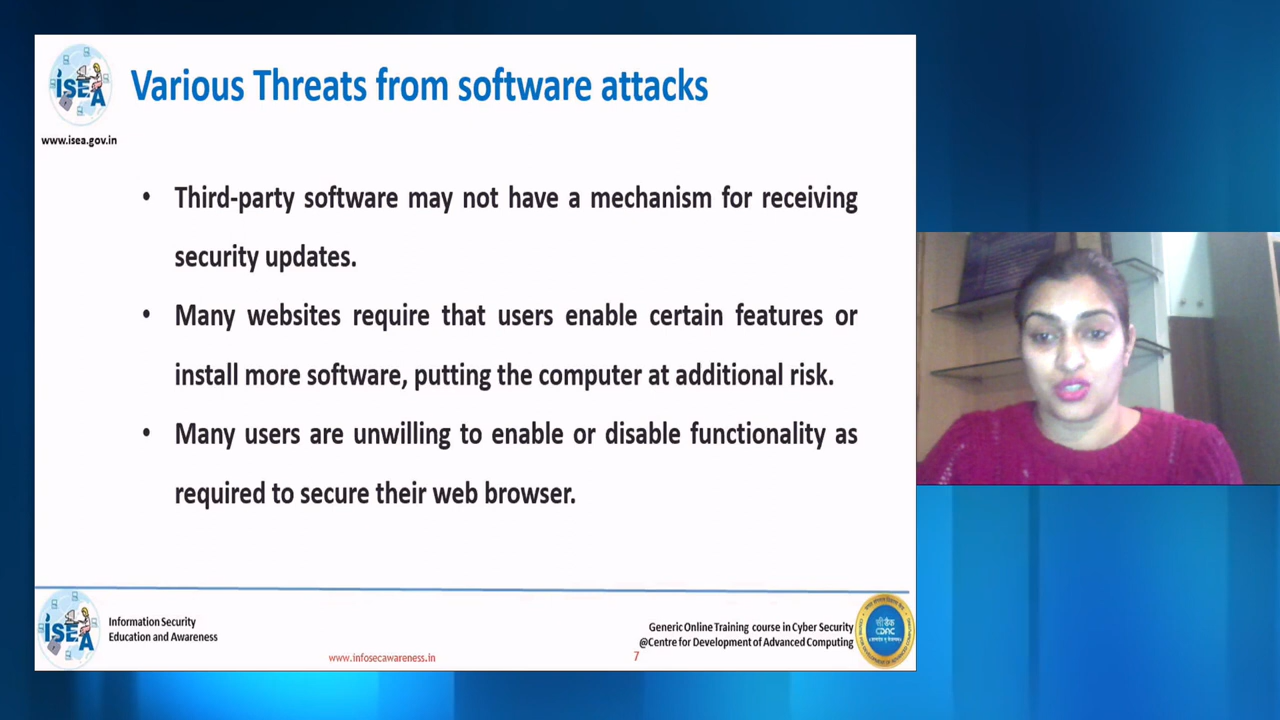 ISEA
www.isea.gov.in
Various Threats from software attacks
• Third-party software may not have a mechanism for receiving
security updates.
• Many websites require that users enable certain features or
install more software, putting the computer at additional risk.
• Many users are unwilling to enable or disable functionality as
required to secure their web browser.
ISEA
Information Security
Education and Awareness
www.infosecawareness.in
7
Generic Online Training course in Cyber Security
@Centre for Development of Advanced Computing
सी डैक
CDAC